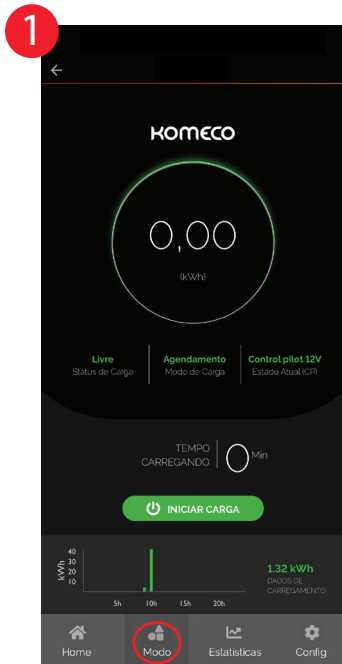 1
KOMECO
0,00
(kWh)
Livre
Status de Carga
Agendamento
Modo de Carga
Control pilot 12V
Estado Atual (CP)
TEMPO
CARREGANDO
0 Min
INICIAR CARGA
kWh
40
30
20
10
5h 10h 15h 20h
1.32 kWh
DADOS DE
CARREGAMENTO
Home Modo Estatísticas Config